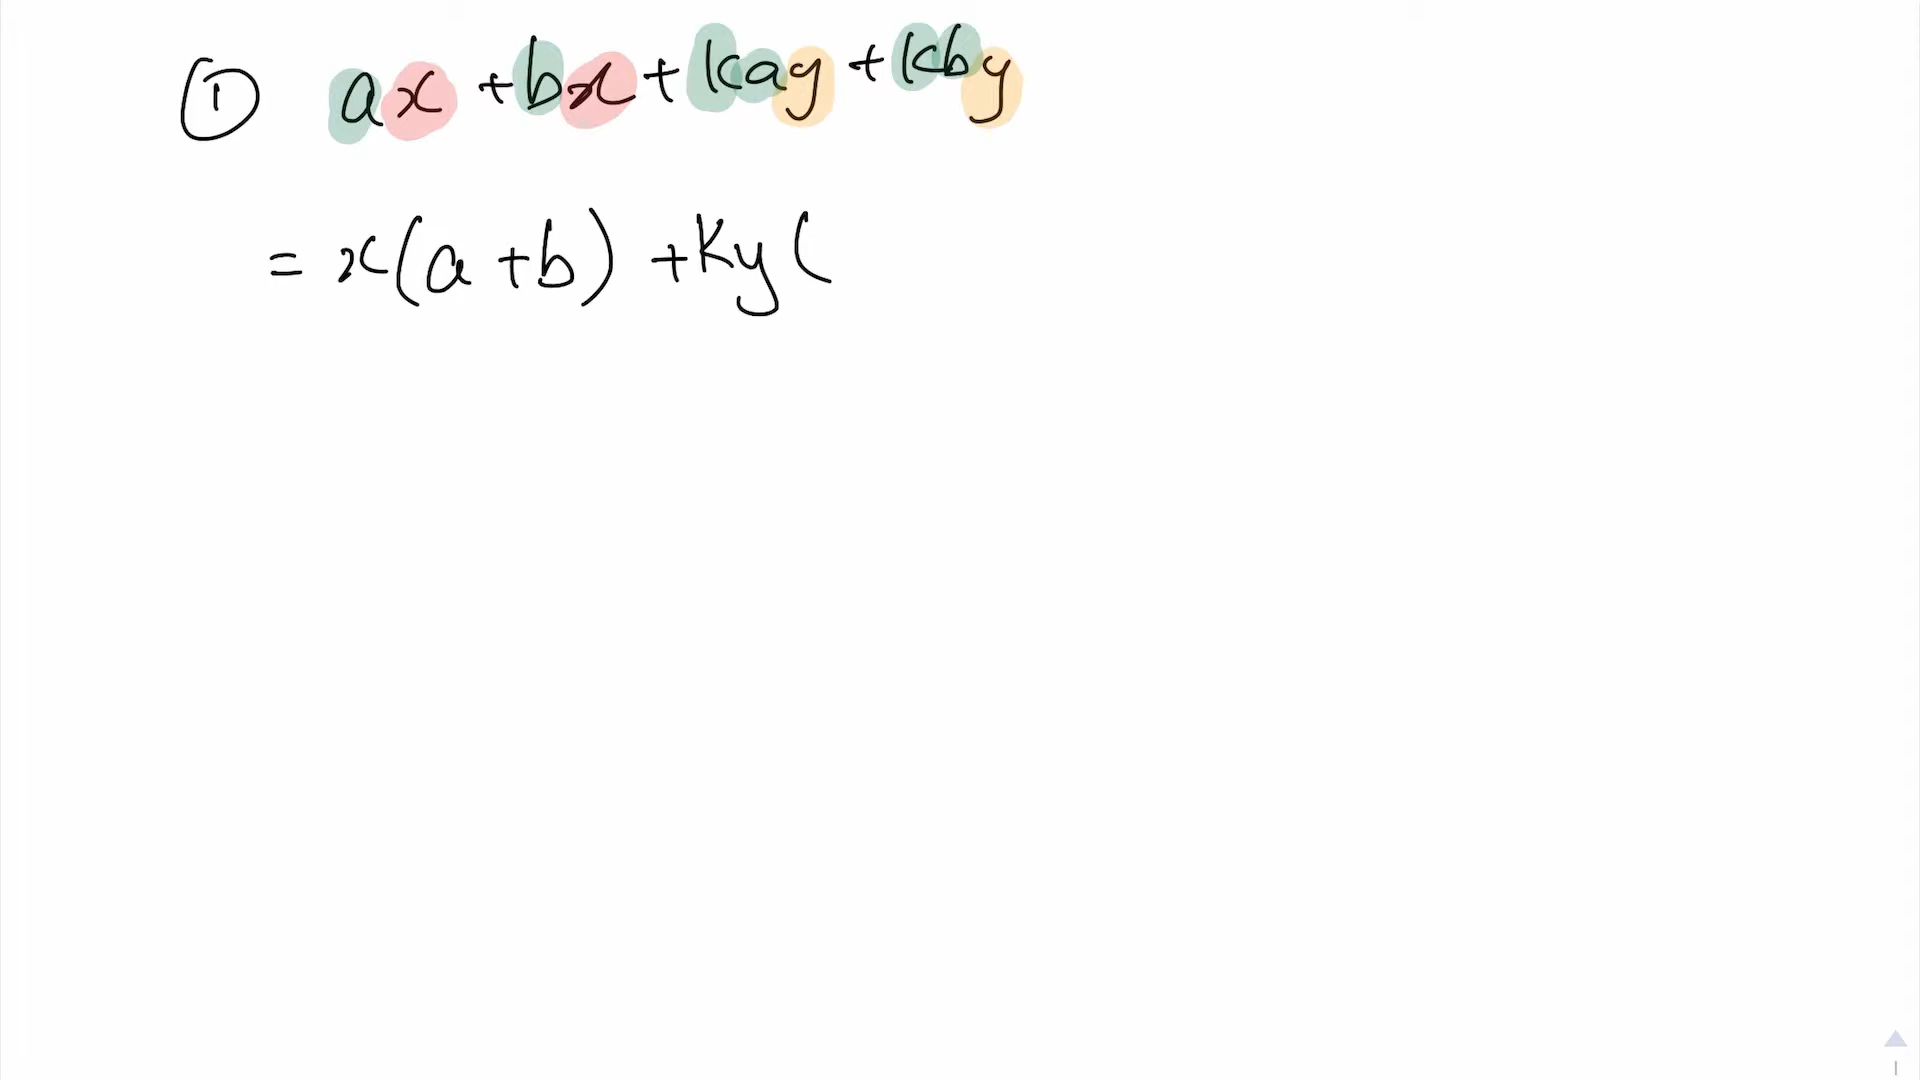 ① ax + bx + kay + kby
= x(a + b) + ky(